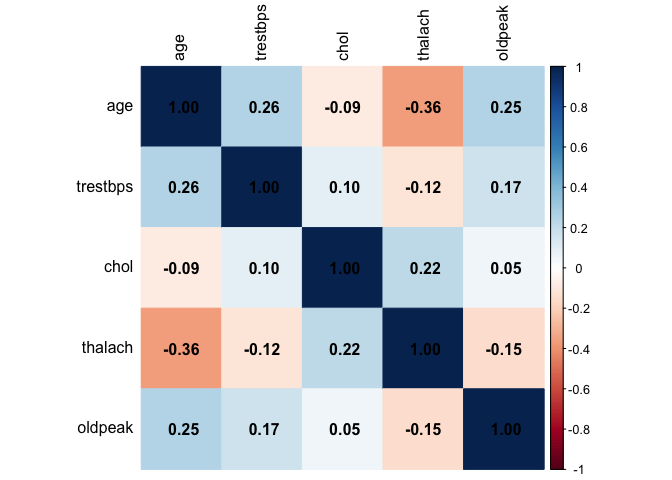 age trestbps chol thalach oldpeak
age 1.00 0.26 -0.09 -0.36 0.25
trestbps 0.26 1.00 0.10 -0.12 0.17
chol -0.09 0.10 1.00 0.22 0.05
thalach -0.36 -0.12 0.22 1.00 -0.15
oldpeak 0.25 0.17 0.05 -0.15 1.00
1
0.8
0.6
0.4
0.2
0
-0.2
-0.4
-0.6
-0.8
-1